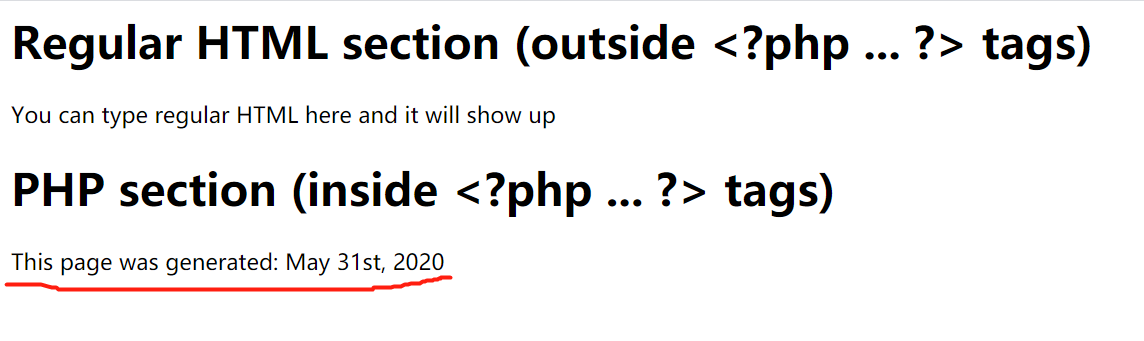 Regular HTML section (outside <?php ... ?> tags)
You can type regular HTML here and it will show up
PHP section (inside <?php ... ?> tags)
This page was generated: May 31st, 2020